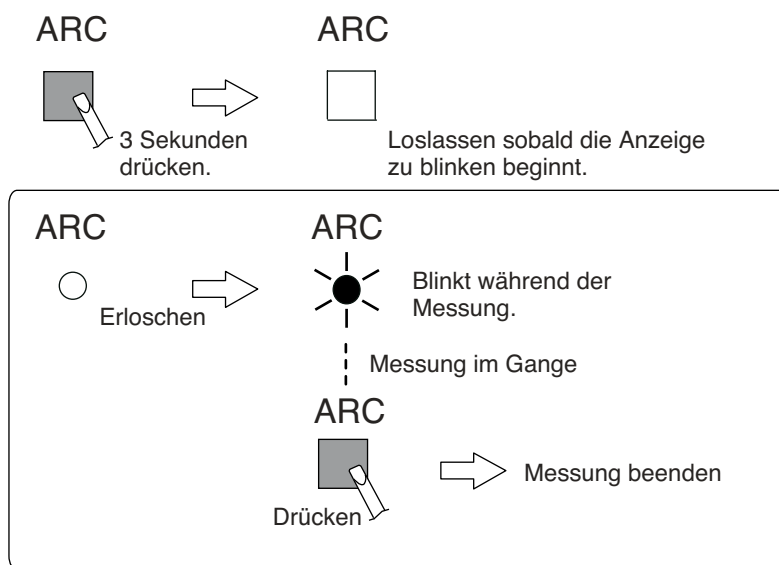 ARC
ARC
3 Sekunden
drücken.
Loslassen sobald die Anzeige
zu blinken beginnt.
ARC
ARC
Erloschen
Blinkt während der
Messung.
Messung im Gange
ARC
Drücken
Messung beenden